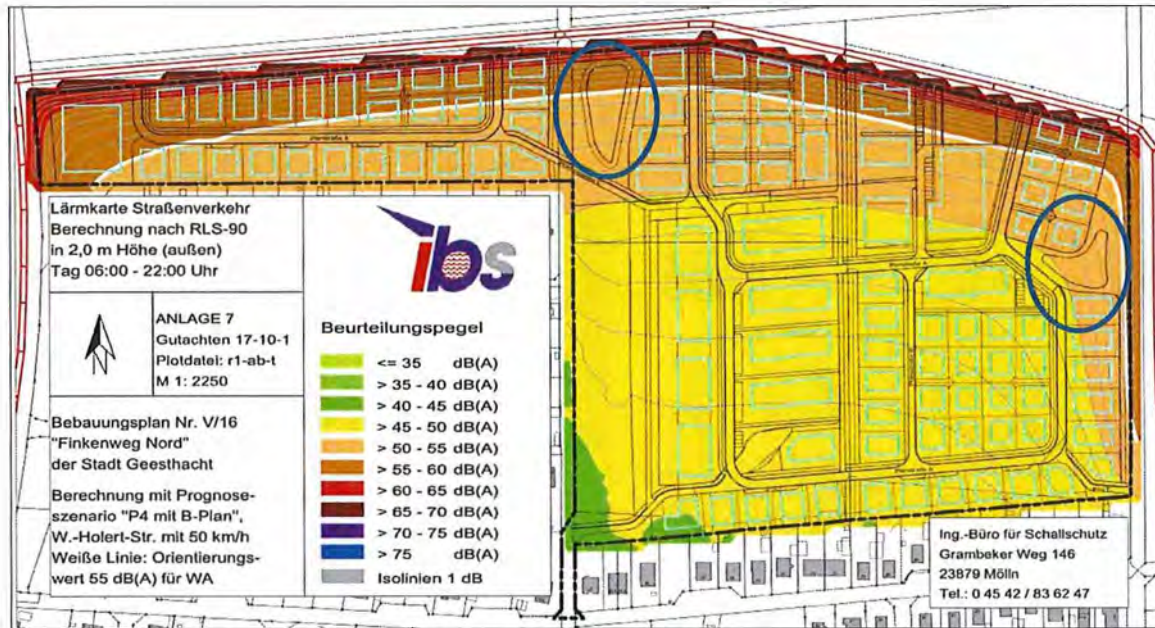 Lärmkarte Straßenverkehr
Berechnung nach RLS-90
in 2,0 m Höhe (außen)
Tag 06:00 - 22:00 Uhr
ANLAGE 7
Gutachten 17-10-1
Plotdatei: r1-ab-t
M 1: 2250
Bebauungsplan Nr. V/16
"Finkenweg Nord"
der Stadt Geesthacht
Berechnung mit Prognose-
szenario "P4 mit B-Plan",
W.-Holert-Str. mit 50 km/h
Weiße Linie: Orientierungs-
wert 55 dB(A) für WA
ibs
Beurteilungspegel
<= 35 dB(A)
> 35 - 40 dB(A)
> 40 - 45 dB(A)
> 45 - 50 dB(A)
> 50 - 55 dB(A)
> 55 - 60 dB(A)
> 60 - 65 dB(A)
> 65 - 70 dB(A)
> 70 - 75 dB(A)
> 75 dB(A)
Isolinien 1 dB
Ing.-Büro für Schallschutz
Grambeker Weg 146
23879 Mölln
Tel.: 0 45 42 / 83 62 47